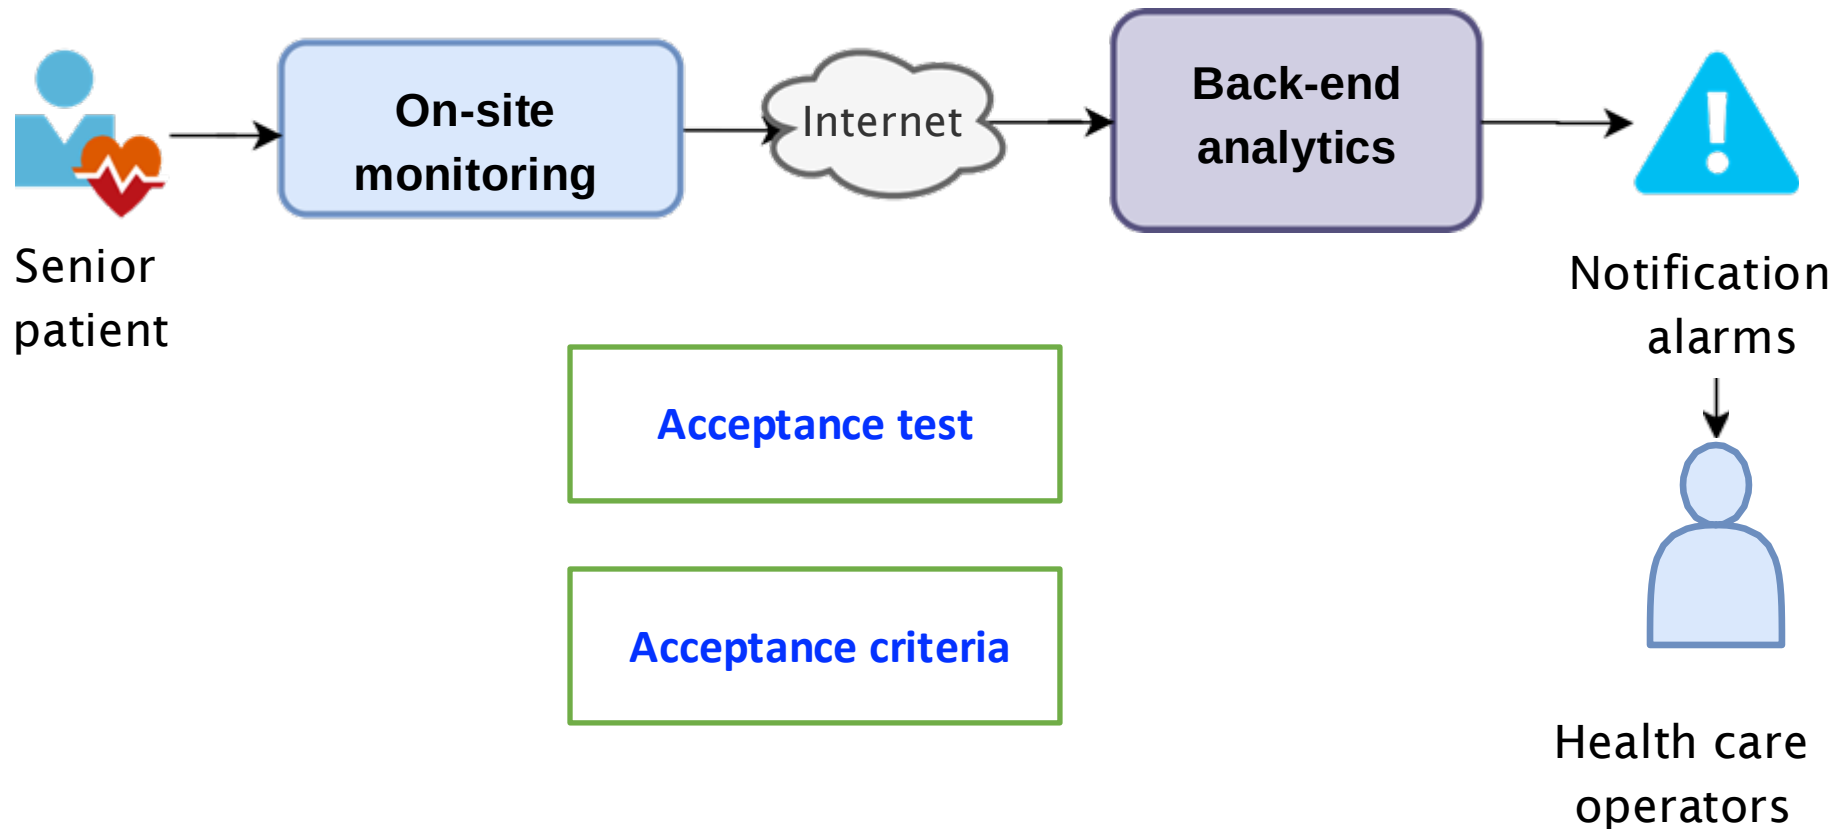 On-site
monitoring
Internet
Back-end
analytics
Senior
patient
Notification
alarms
Acceptance test
Acceptance criteria
Health care
operators